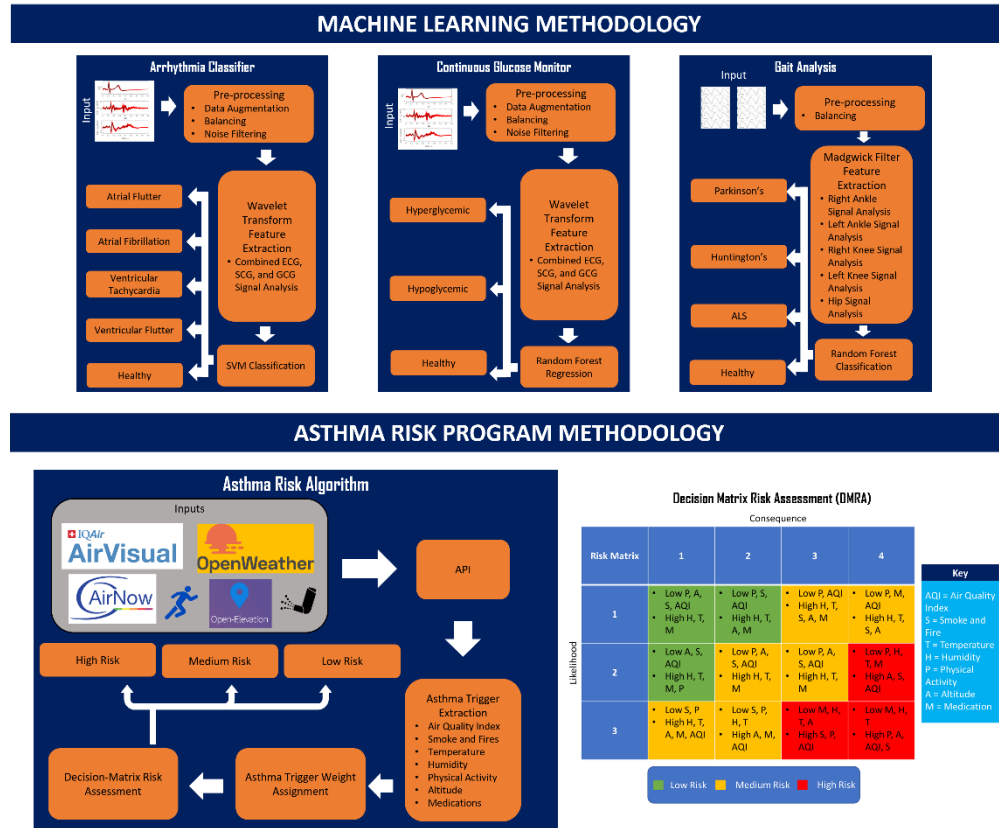 MACHINE LEARNING METHODOLOGY
Arrhythmia Classifier
Input
Pre-processing
• Data Augmentation
• Balancing
• Noise Filtering
Atrial Flutter
Atrial Fibrillation
Ventricular
Tachycardia
Ventricular Flutter
Healthy
Wavelet
Transform
Feature
Extraction
• Combined ECG,
SCG, and GCG
Signal Analysis
SVM Classification
Continuous Glucose Monitor
Input
Pre-processing
• Data Augmentation
• Balancing
• Noise Filtering
Hyperglycemic
Hypoglycemic
Healthy
Wavelet
Transform
Feature
Extraction
• Combined ECG,
SCG, and GCG
Signal Analysis
Random Forest
Regression
Gait Analysis
Input
Pre-processing
• Balancing
Parkinson's
Huntington's
ALS
Healthy
Madgwick Filter
Feature
Extraction
• Right Ankle
Signal Analysis
• Left Ankle Signal
Analysis
• Right Knee Signal
Analysis
• Left Knee Signal
Analysis
• Hip Signal
Analysis
Random Forest
Classification
ASTHMA RISK PROGRAM METHODOLOGY
Asthma Risk Algorithm
Inputs
IQAir
AirVisual
OpenWeather
AirNow
Open-Elevation
API
High Risk
Medium Risk
Low Risk
Asthma Trigger
Extraction
• Air Quality Index
• Smoke and Fires
• Temperature
• Humidity
• Physical Activity
• Altitude
• Medications
Asthma Trigger Weight
Assignment
Decision-Matrix Risk
Assessment
Decision Matrix Risk Assessment (DMRA)
Consequence
Likelihood
Risk Matrix
1
2
3
4
1
• Low P, A,
S, AQI
• High H, T,
M
• Low P, S,
AQI
• High H, T,
A, M
• Low P, AQI
• High H, T,
S, A, M
• Low P, M,
AQI
• High H, T,
S, A
2
• Low A, S,
AQI
• High H, T,
M, P
• Low P, A,
S, AQI
• High H, T,
M
• Low P, A,
S, AQI
• High H, T,
M
• Low P, H,
T, M
• High A, S,
AQI
3
• Low S, P
• High H, T,
A, M, AQI
• Low S, P,
H, T
• High A, M,
AQI
• Low M, H,
T, A
• High S, P,
AQI
• Low M, H,
T
• High P, A,
AQI, S
Low Risk
Medium Risk
High Risk
Key
AQI = Air Quality
Index
S = Smoke and
Fire
T = Temperature
H = Humidity
P = Physical
Activity
A = Altitude
M = Medication